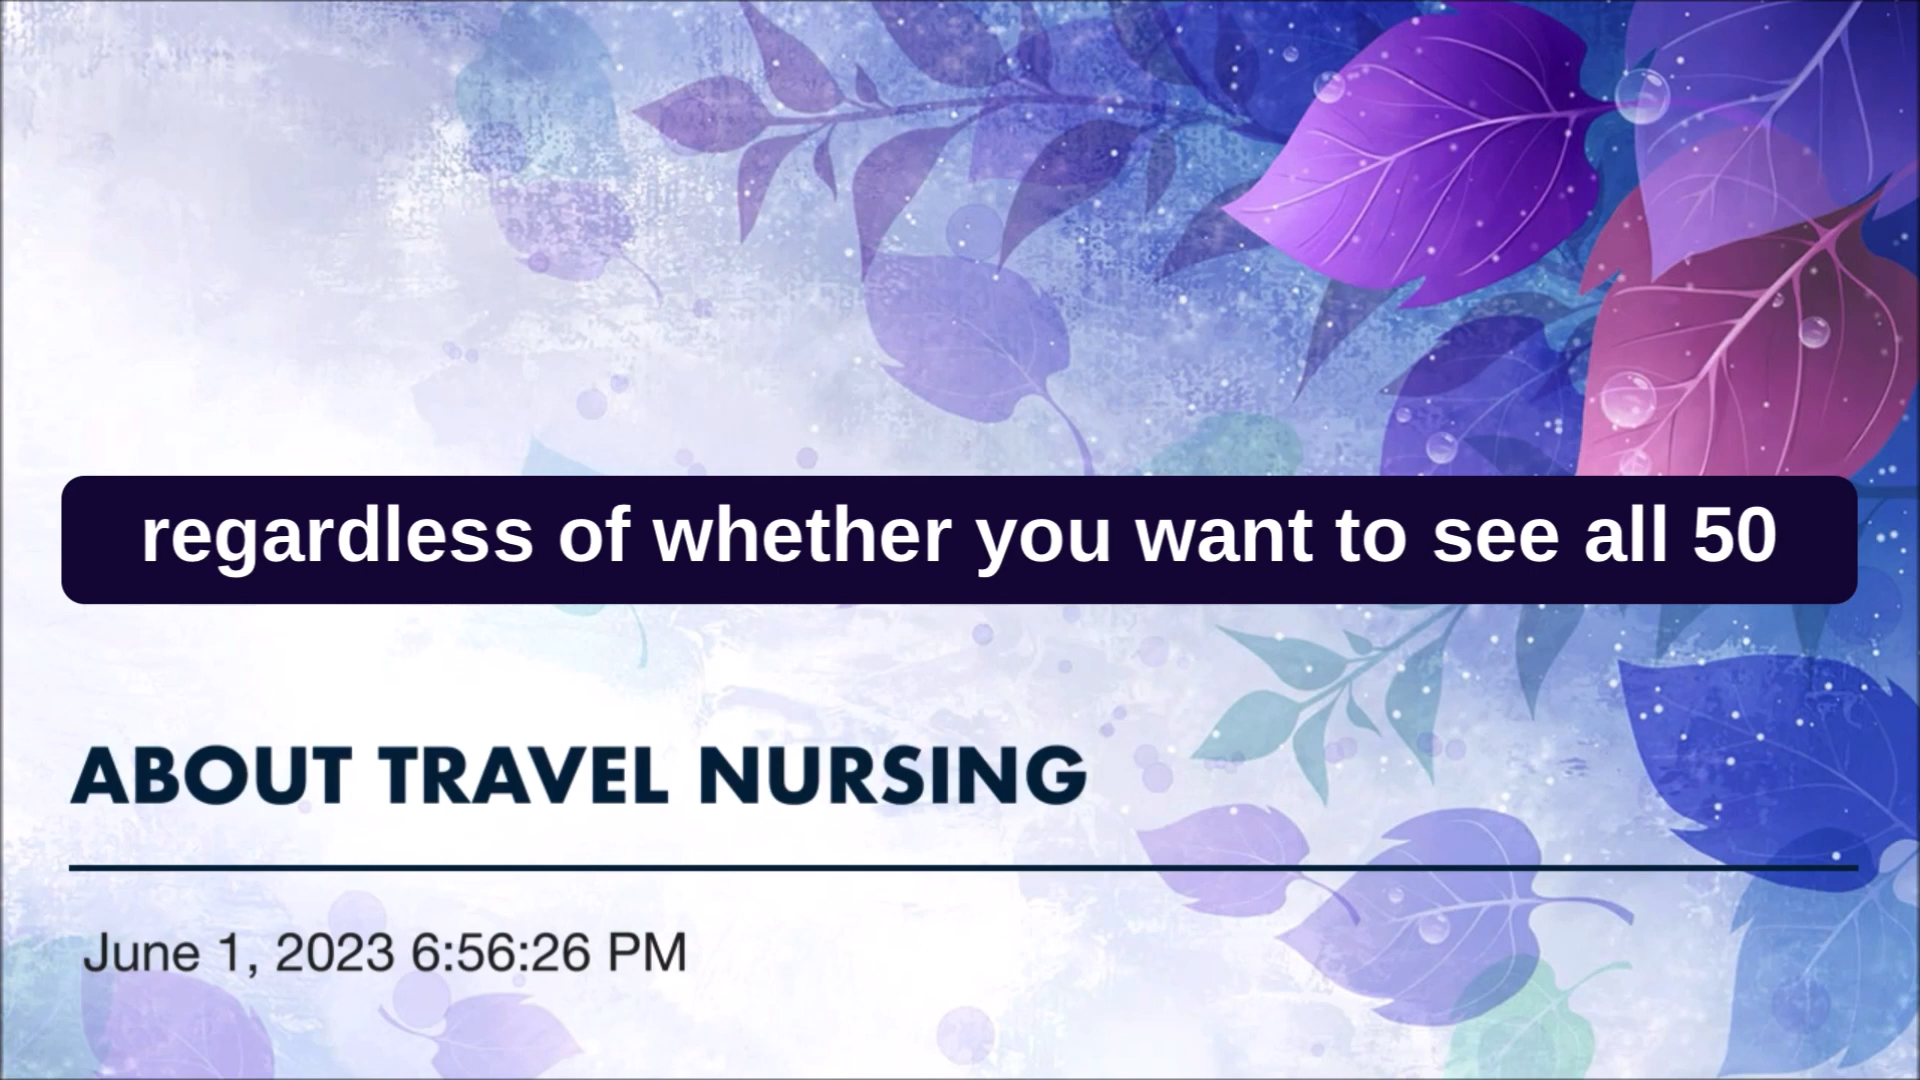 regardless of whether you want to see all 50
ABOUT TRAVEL NURSING
June 1, 2023 6:56:26 PM